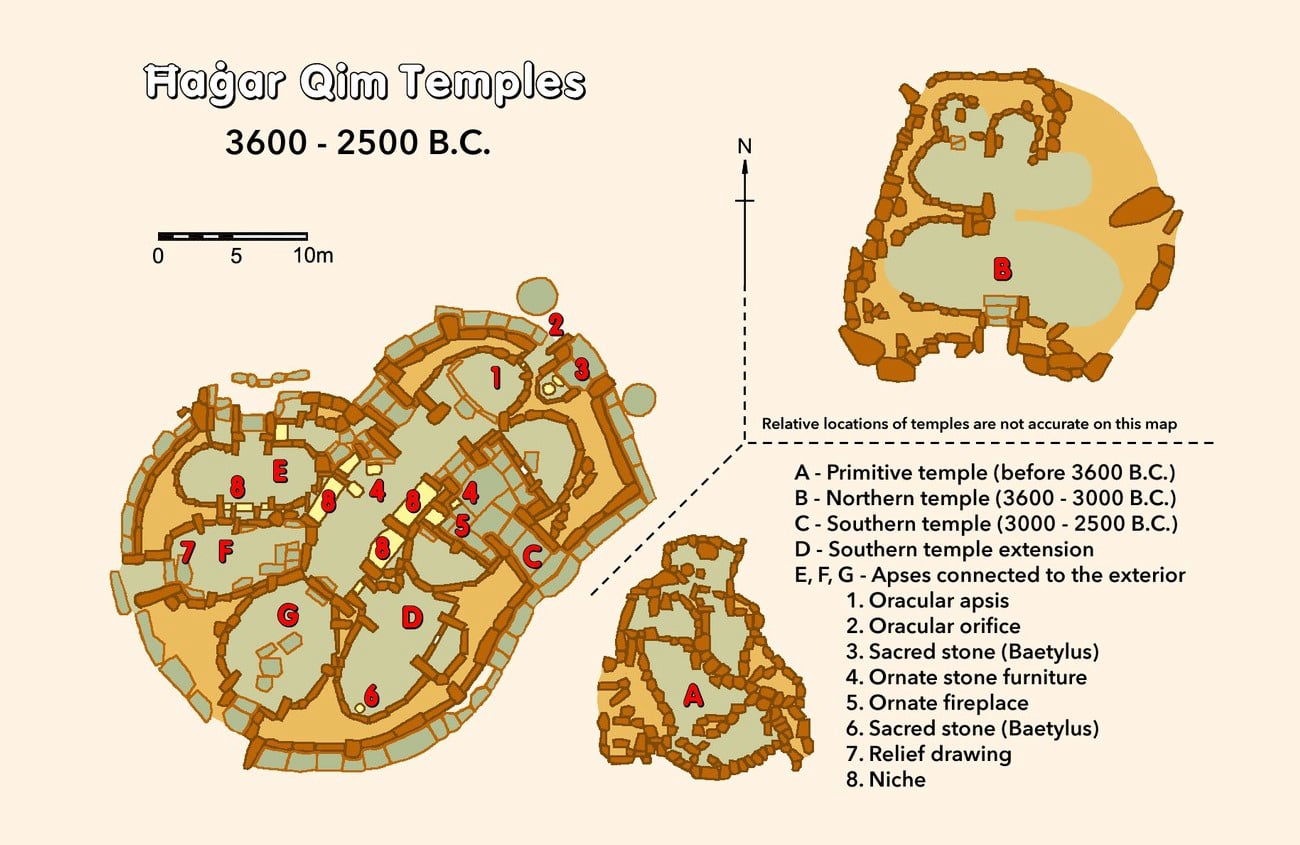 Ħaġar Qim Temples
3600 - 2500 B.C.
0 5 10m
N
B
2
1
3
E
8
8
4
8
4
5
7
F
8
C
G
D
6
A
Relative locations of temples are not accurate on this map
A - Primitive temple (before 3600 B.C.)
B - Northern temple (3600 - 3000 B.C.)
C - Southern temple (3000 - 2500 B.C.)
D - Southern temple extension
E, F, G - Apses connected to the exterior
1. Oracular apsis
2. Oracular orifice
3. Sacred stone (Baetylus)
4. Ornate stone furniture
5. Ornate fireplace
6. Sacred stone (Baetylus)
7. Relief drawing
8. Niche